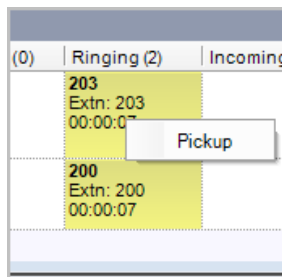 (0) Ringing (2) Incoming
203
Extn: 203
00:00:07
Pickup
200
Extn: 200
00:00:07